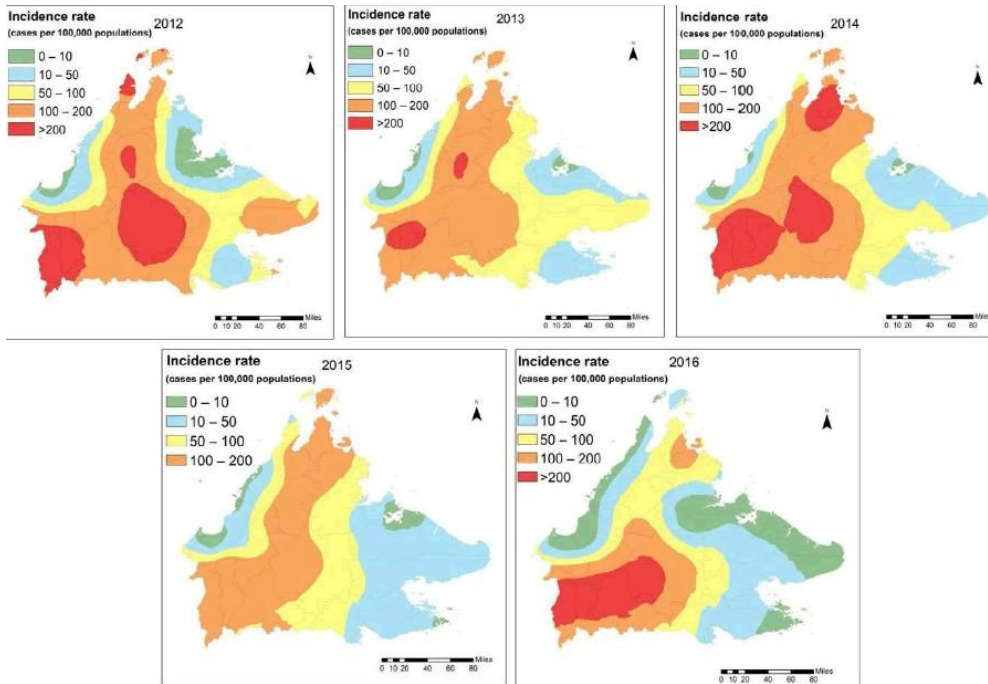 Incidence rate 2012
(cases per 100,000 populations)
0 – 10
10 – 50
50 – 100
100 – 200
>200
N
Miles
0 10 20 40 60 80
Incidence rate 2013
(cases per 100,000 populations)
0 – 10
10 – 50
50 – 100
100 – 200
>200
N
Miles
0 10 20 40 60 80
Incidence rate 2014
(cases per 100,000 populations)
0 – 10
10 – 50
50 – 100
100 – 200
>200
N
Miles
0 10 20 40 60 80
Incidence rate 2015
(cases per 100,000 populations)
0 – 10
10 – 50
50 – 100
100 – 200
N
Miles
0 10 20 40 60 80
Incidence rate 2016
(cases per 100,000 populations)
0 – 10
10 – 50
50 – 100
100 – 200
>200
N
Miles
0 10 20 40 60 80